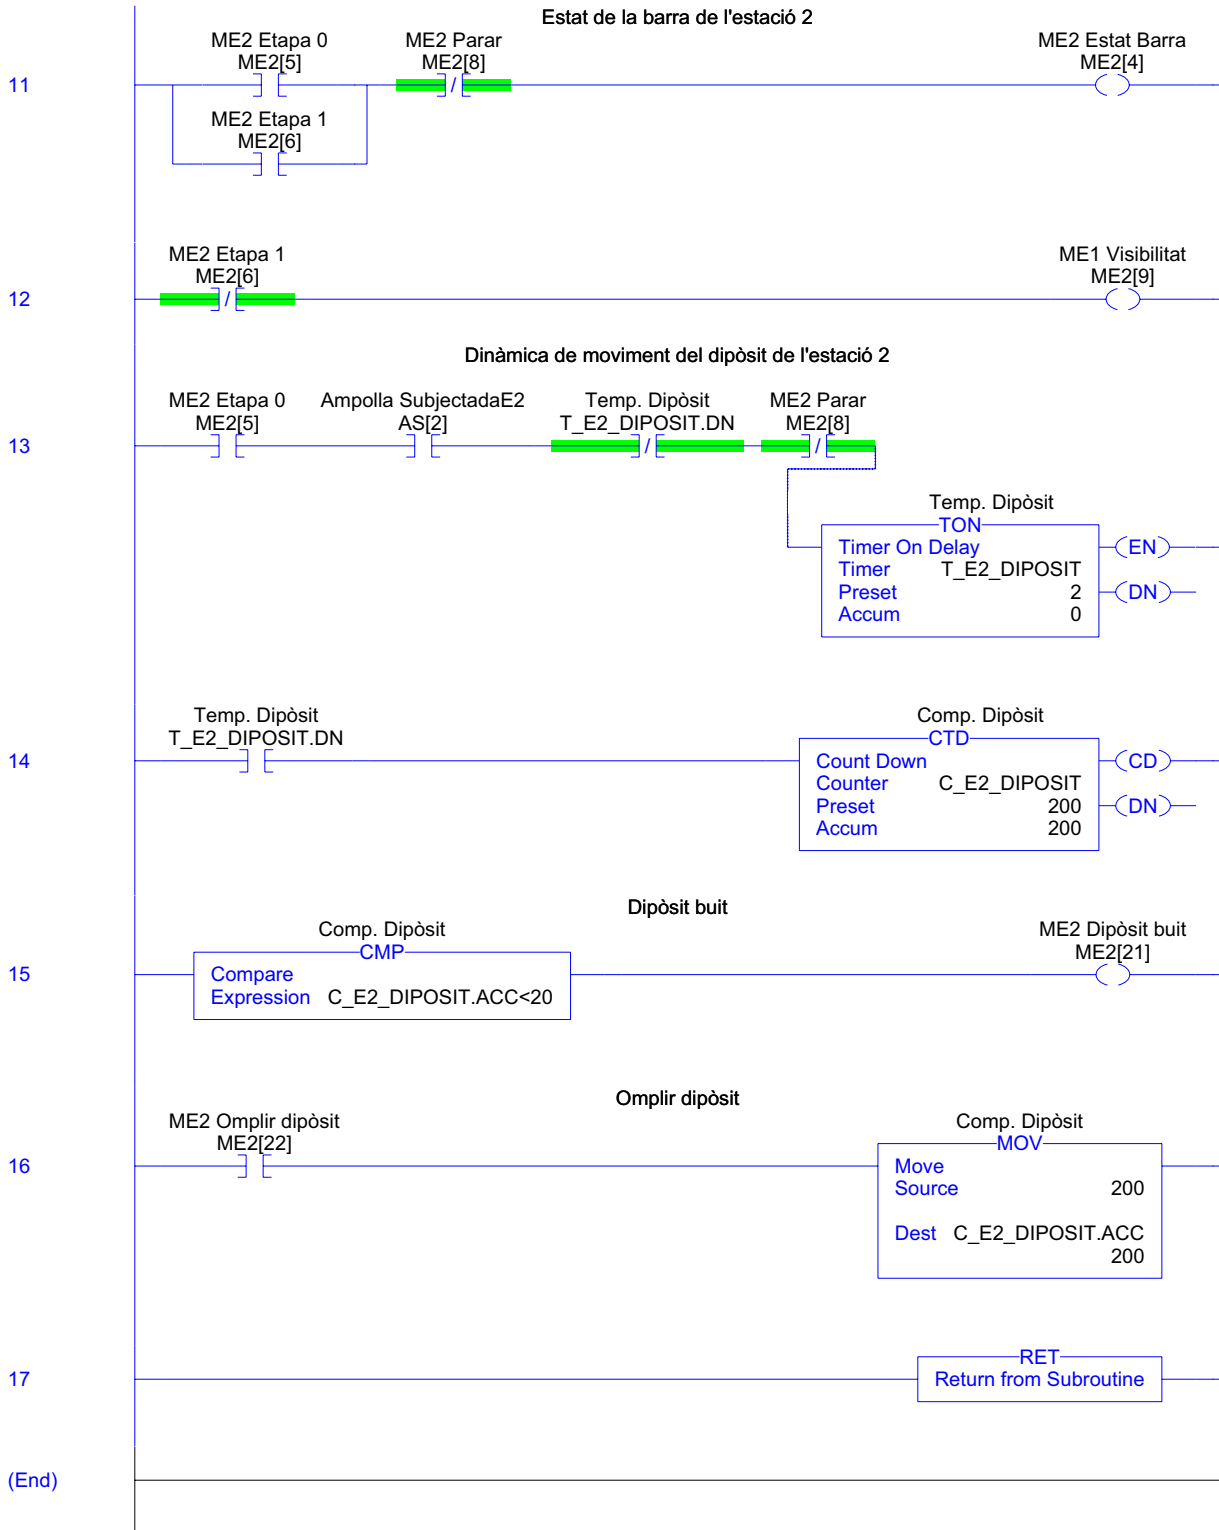 Estat de la barra de l'estació 2
ME2 Etapa 0 ME2 Parar ME2 Estat Barra
ME2[5] ME2[8] ME2[4]
11 /
ME2 Etapa 1
ME2[6]
ME2 Etapa 1 ME1 Visibilitat
ME2[6] ME2[9]
12 /
Dinàmica de moviment del dipòsit de l'estació 2
ME2 Etapa 0 Ampolla SubjectadaE2 Temp. Dipòsit ME2 Parar
ME2[5] AS[2] T_E2_DIPOSIT.DN ME2[8]
13 / /
Temp. Dipòsit
TON
Timer On Delay EN
Timer T_E2_DIPOSIT
Preset 2 DN
Accum 0
Temp. Dipòsit Comp. Dipòsit
T_E2_DIPOSIT.DN CTD
14 Count Down CD
Counter C_E2_DIPOSIT
Preset 200 DN
Accum 200
Dipòsit buit
Comp. Dipòsit ME2 Dipòsit buit
CMP ME2[21]
15 Compare
Expression C_E2_DIPOSIT.ACC<20
Omplir dipòsit
ME2 Omplir dipòsit Comp. Dipòsit
ME2[22] MOV
16 Move
Source 200
Dest C_E2_DIPOSIT.ACC
200
RET
17 Return from Subroutine
(End)